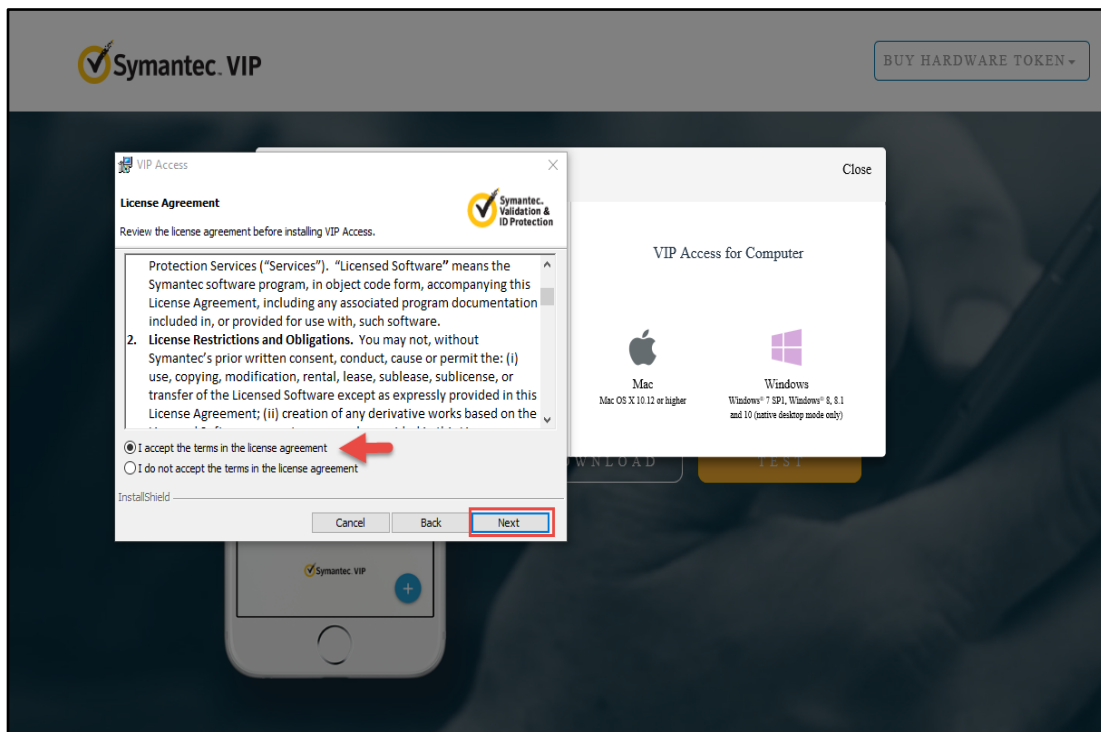 Symantec. VIP
BUY HARDWARE TOKEN
VIP Access
License Agreement
Review the license agreement before installing VIP Access.
Symantec.
Validation &
ID Protection
Protection Services (“Services”). “Licensed Software” means the
Symantec software program, in object code form, accompanying this
License Agreement, including any associated program documentation
included in, or provided for use with, such software.
2. License Restrictions and Obligations. You may not, without
Symantec’s prior written consent, conduct, cause or permit the: (i)
use, copying, modification, rental, lease, sublease, sublicense, or
transfer of the Licensed Software except as expressly provided in this
License Agreement; (ii) creation of any derivative works based on the
I accept the terms in the license agreement
I do not accept the terms in the license agreement
InstallShield
Cancel
Back
Next
Close
VIP Access for Computer
Mac
Mac OS X 10.12 or higher
Windows
Windows® 7 SP1, Windows® 8, 8.1
and 10 (native desktop mode only)
OWNLOAD
TEST
Symantec VIP
+